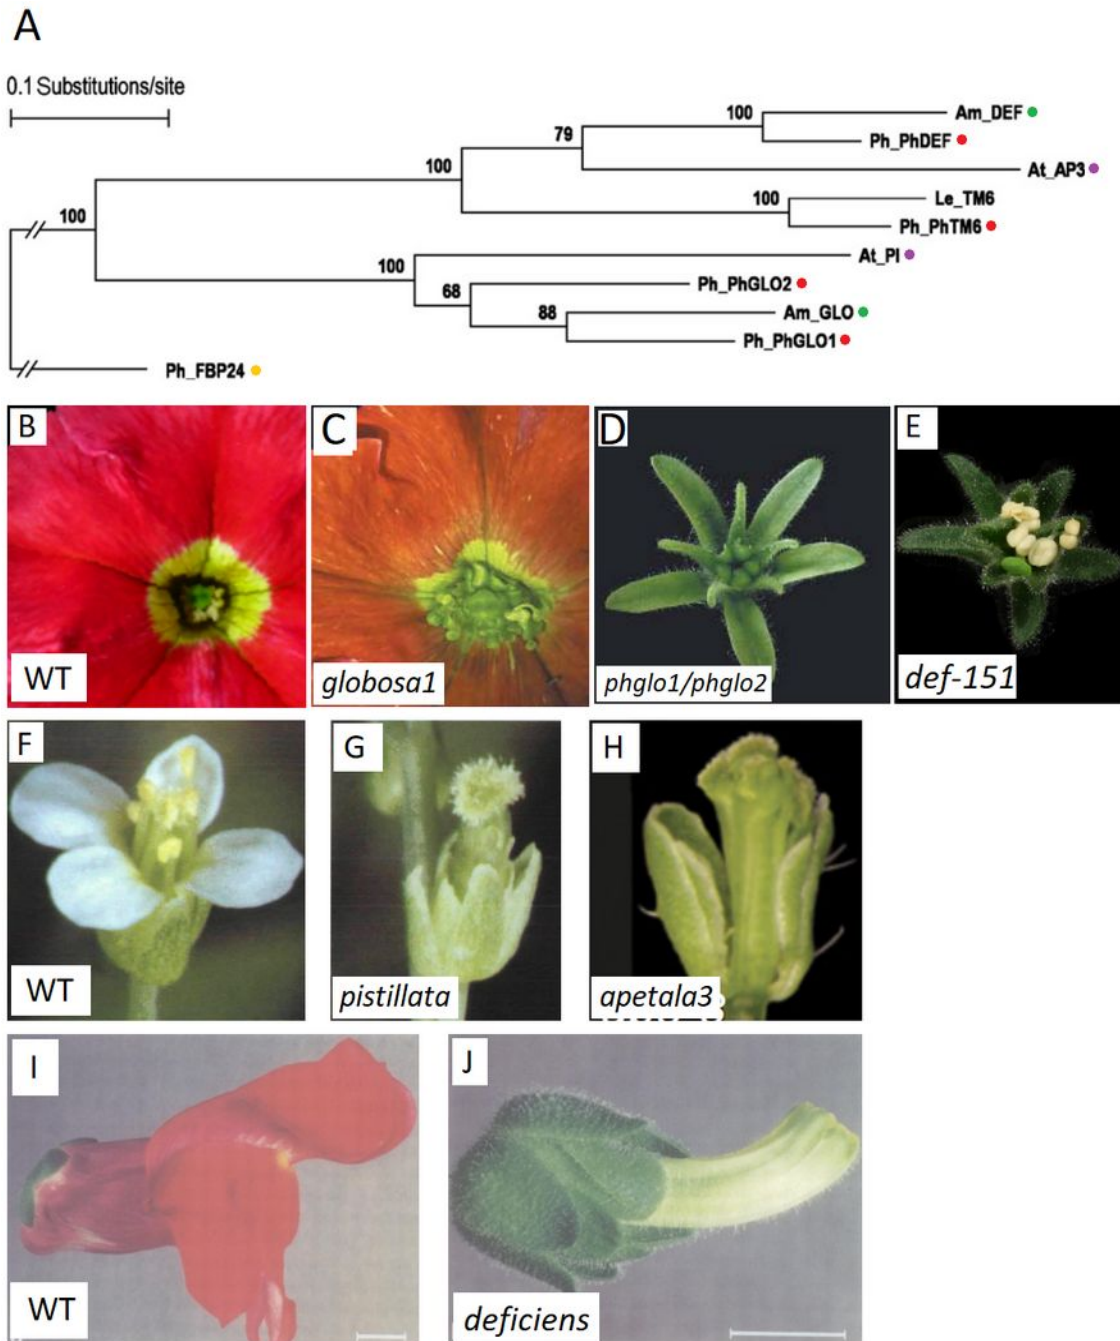 A
0.1 Substitutions/site
100
Am_DEF
79
Ph_PhDEF
100
At_AP3
100
Le_TM6
100
Ph_PhTM6
100
At_PI
Ph_PhGLO2
68
88
Am_GLO
Ph_PhGLO1
Ph_FBP24
B
WT
C
globosa1
D
phglo1/phglo2
E
def-151
F
WT
G
pistillata
H
apetala3
I
WT
J
deficiens